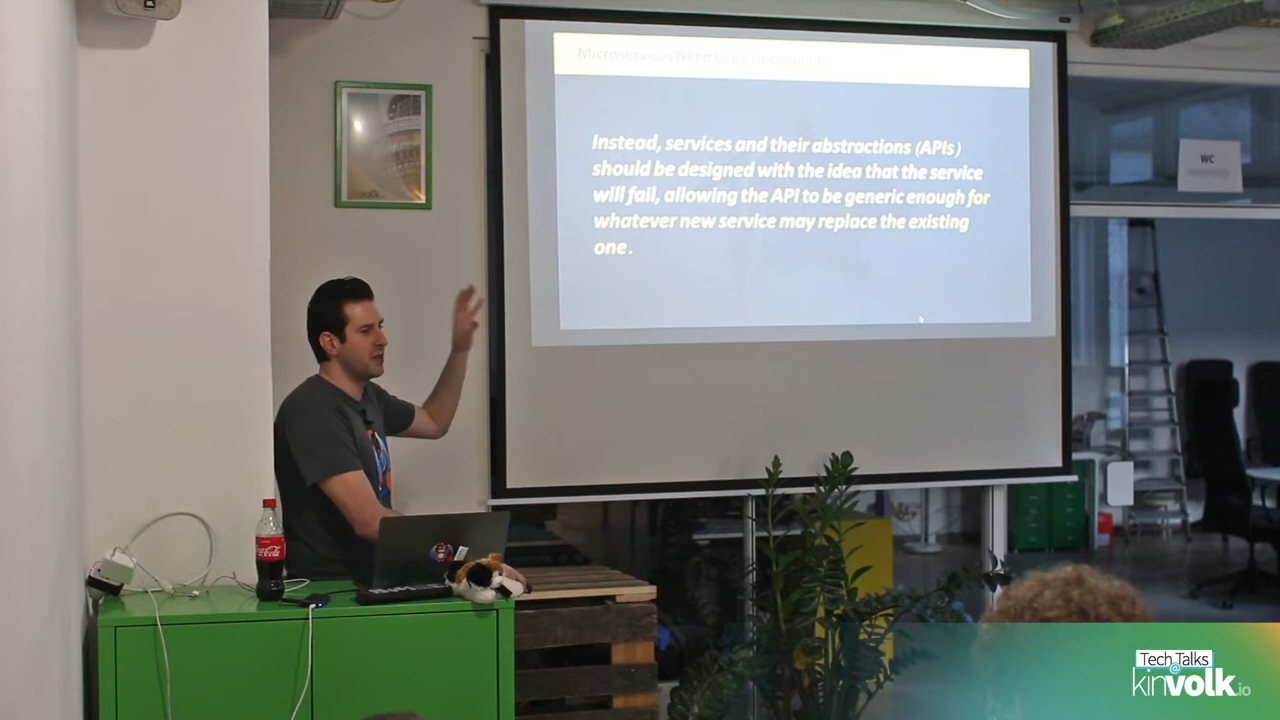 Microservices Need to Be Decoupled
Instead, services and their abstractions (APIs)
should be designed with the idea that the service
will fail, allowing the API to be generic enough for
whatever new service may replace the existing
one.
WC
Coca-Cola
Tech Talks
@
kinvolk.io